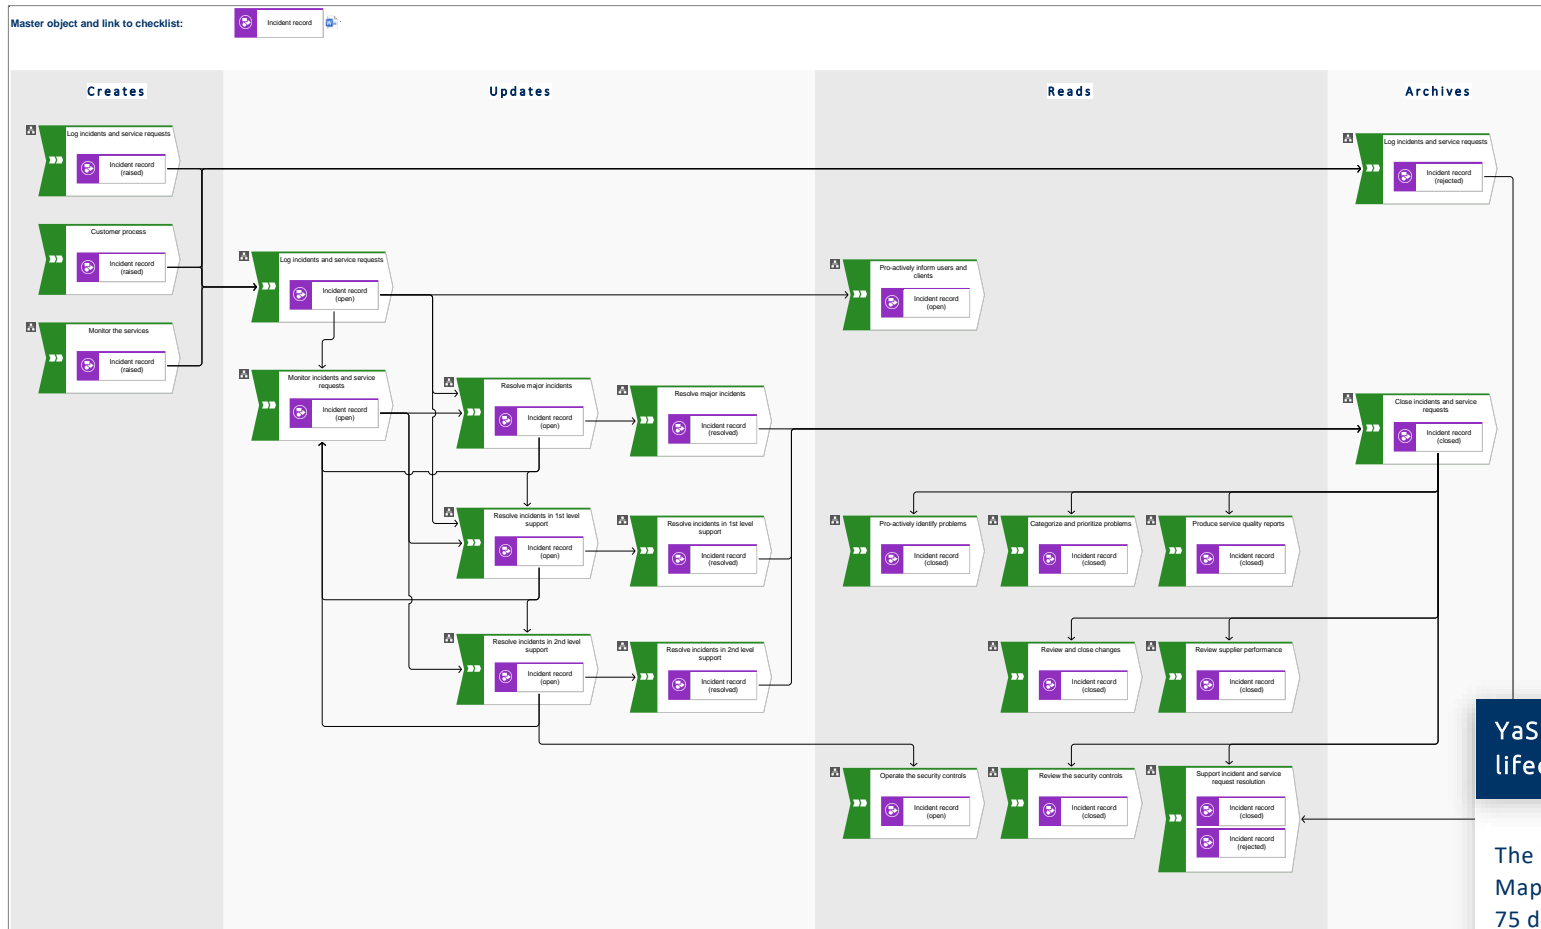 Master object and link to checklist:
Incident record
Creates
Updates
Reads
Archives
Log incidents and service requests
Incident record
(raised)
Customer process
Incident record
(raised)
Monitor the services
Incident record
(raised)
Log incidents and service requests
Incident record
(open)
Monitor incidents and service
requests
Incident record
(open)
Resolve major incidents
Incident record
(open)
Resolve major incidents
Incident record
(resolved)
Resolve incidents in 1st level
support
Incident record
(open)
Resolve incidents in 1st level
support
Incident record
(resolved)
Resolve incidents in 2nd level
support
Incident record
(open)
Resolve incidents in 2nd level
support
Incident record
(resolved)
Pro-actively inform users and
clients
Incident record
(open)
Pro-actively identify problems
Incident record
(closed)
Categorize and prioritize problems
Incident record
(closed)
Produce service quality reports
Incident record
(closed)
Review and close changes
Incident record
(closed)
Review supplier performance
Incident record
(closed)
Operate the security controls
Incident record
(open)
Review the security controls
Incident record
(closed)
Support incident and service
request resolution
Incident record
(closed)
Incident record
(rejected)
Log incidents and service requests
Incident record
(rejected)
Close incidents and service
requests
Incident record
(closed)
YaS
lifec
The
Map
75 d